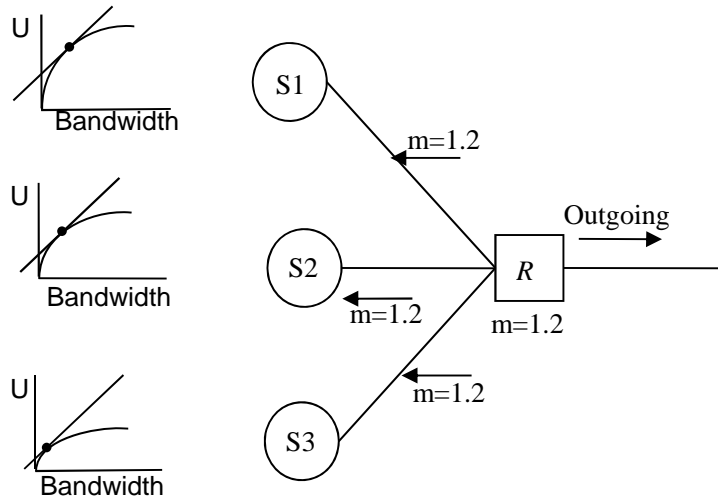 U
Bandwidth
S1
m=1.2
U
Bandwidth
S2
m=1.2
Outgoing
R
m=1.2
U
Bandwidth
S3
m=1.2